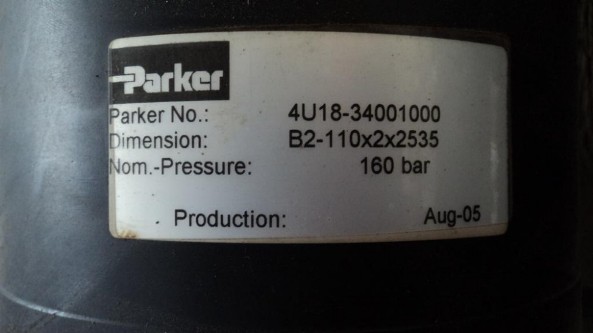 Parker
Parker No.: 4U18-34001000
Dimension: B2-110x2x2535
Nom.-Pressure: 160 bar
Production: Aug-05